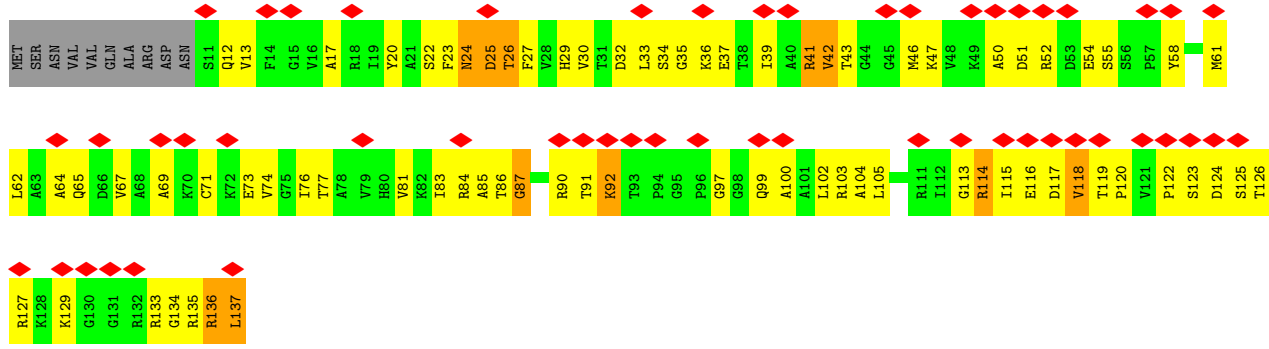 MET SER ASN VAL VAL GLN ALA ARG ASP ASN S11 Q12 V13 F14 G15 V16 A17 R18 I19 Y20 A21 S22 F23 N24 D25 T26 F27 V28 H29 V30 T31 D32 L33 S34 G35 K36 E37 T38 I39 A40 R41 V42 T43 G44 G45 M46 K47 V48 K49 A50 D51 R52 D53 E54 S55 S56 P57 Y58 M61
L62 A63 A64 Q65 D66 V67 A68 A69 K70 C71 K72 E73 V74 G75 I76 T77 A78 V79 H80 V81 K82 I83 R84 A85 T86 G87 R90 T91 K92 T93 P94 G95 P96 G97 G98 Q99 A100 A101 L102 R103 A104 L105 R111 I112 G113 R114 I115 E116 D117 V118 T119 P120 V121 P122 S123 D124 S125 T126
R127 K128 K129 G130 G131 R132 R133 G134 R135 R136 L137